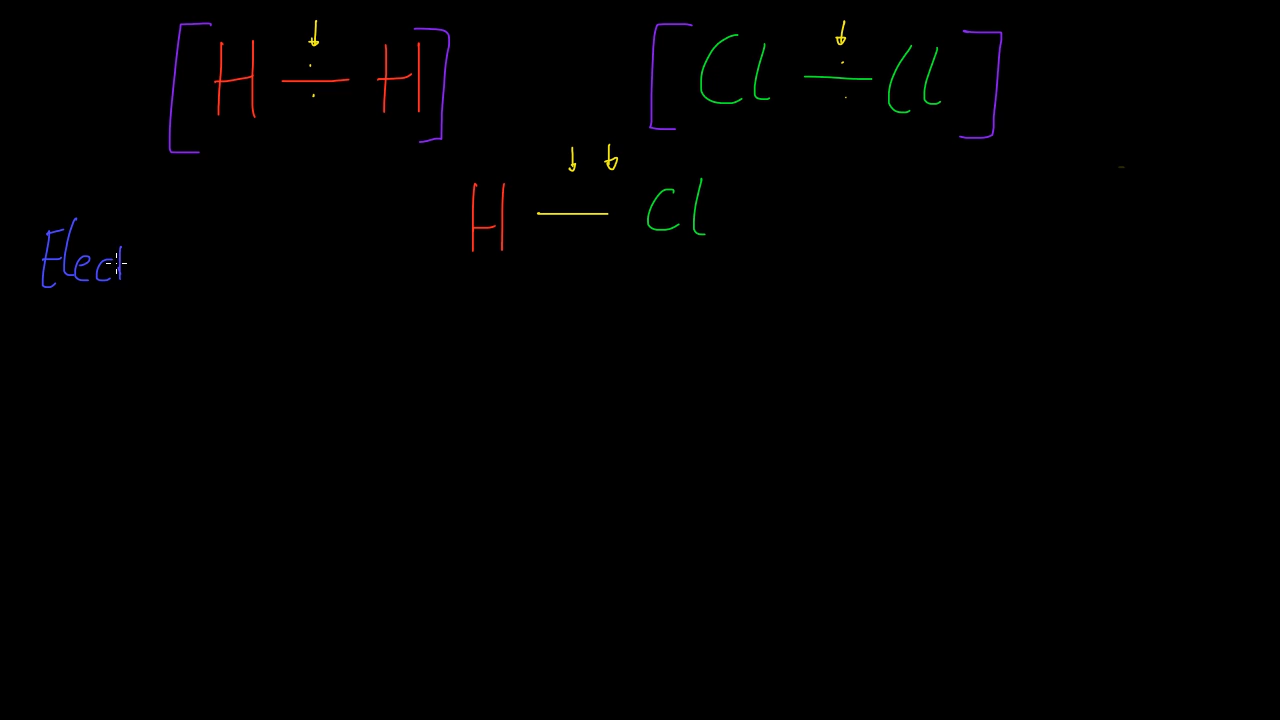 [H — H] [Cl — Cl]
H — Cl
Elect